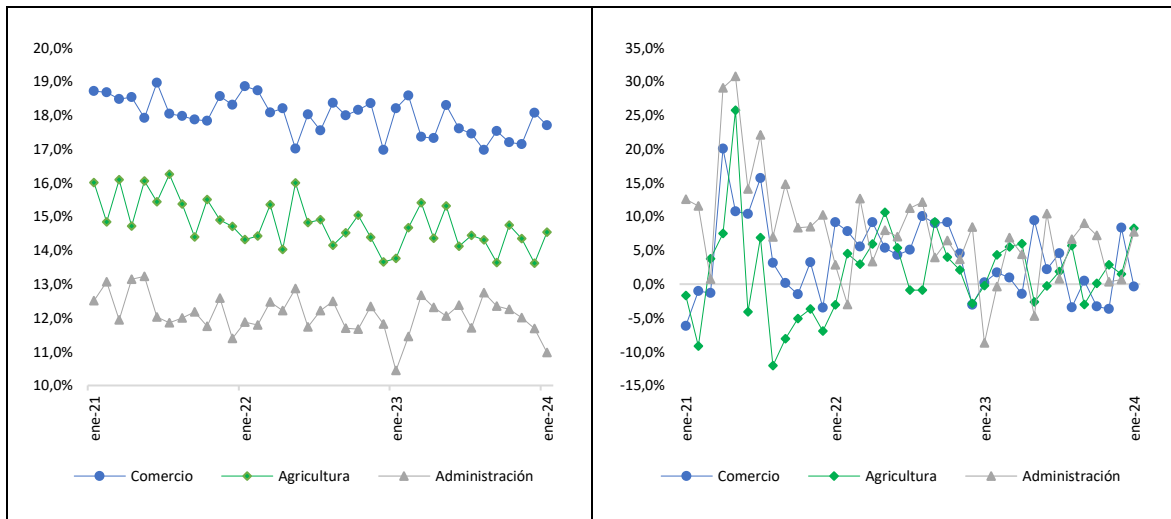 20,0%
19,0%
18,0%
17,0%
16,0%
15,0%
14,0%
13,0%
12,0%
11,0%
10,0%
ene-21
ene-22
ene-23
ene-24
Comercio Agricultura Administración
35,0%
30,0%
25,0%
20,0%
15,0%
10,0%
5,0%
0,0%
-5,0%
-10,0%
-15,0%
ene-21
ene-22
ene-23
ene-24
Comercio Agricultura Administración